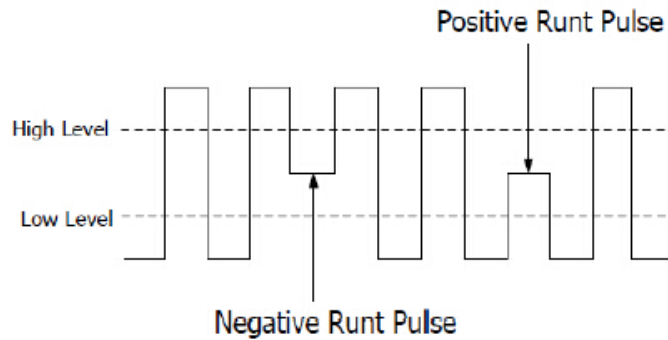 Positive Runt Pulse
High Level
Low Level
Negative Runt Pulse